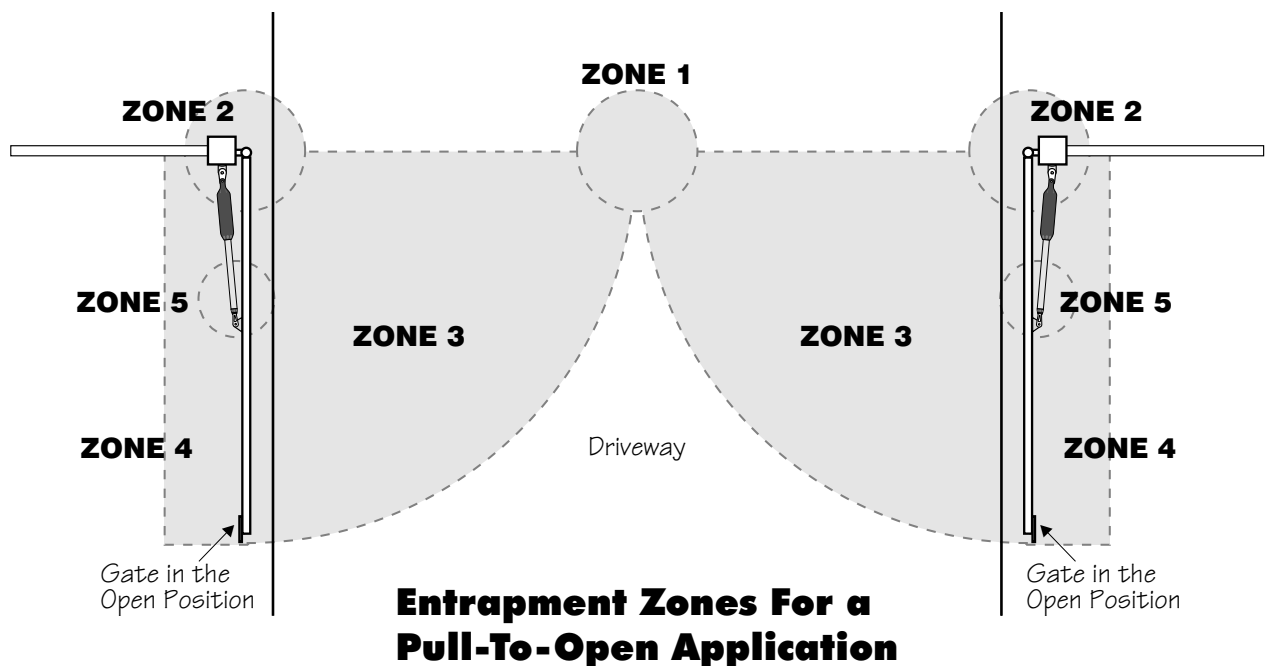 ZONE 1
ZONE 2
ZONE 2
ZONE 5
ZONE 5
ZONE 3
ZONE 3
ZONE 4
Driveway
ZONE 4
Gate in the
Open Position
Gate in the
Open Position
Entrapment Zones For a
Pull-To-Open Application